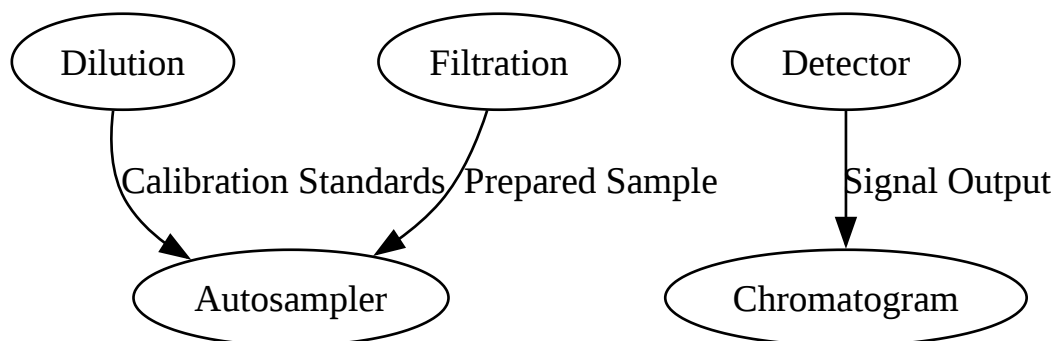 Dilution
Filtration
Detector
Calibration Standards
Prepared Sample
Signal Output
Autosampler
Chromatogram